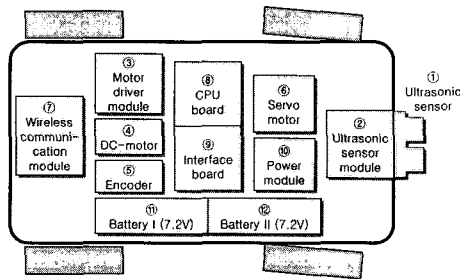 ①
Ultrasonic
sensor
③
Motor
driver
module
⑧
CPU
board
⑥
Servo
motor
⑦
Wireless
communi-
cation
module
②
Ultrasonic
sensor
module
④
DC-motor
⑨
Interface
board
⑩
Power
module
⑤
Encoder
⑪
Battery I (7.2V)
⑫
Battery II (7.2V)